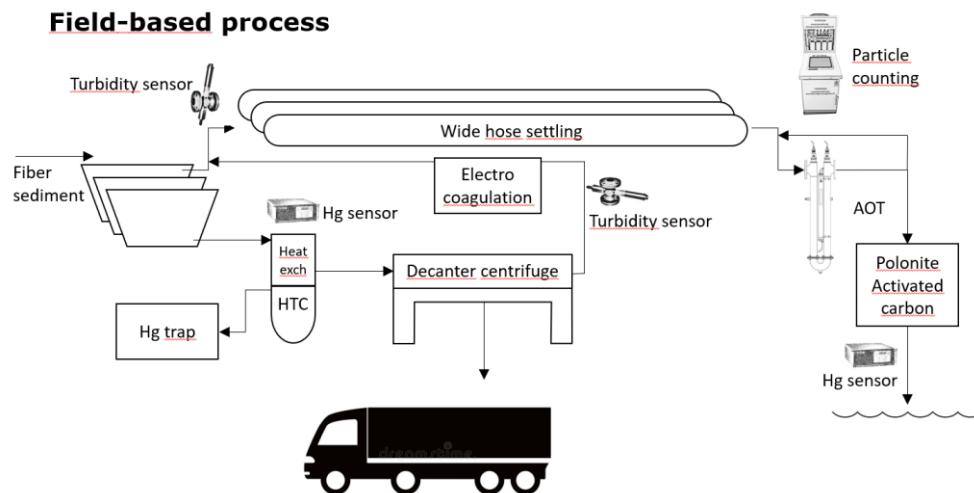 Field-based process
Turbidity sensor
Particle
counting
Wide hose settling
Fiber
sediment
Electro
coagulation
Hg sensor
Turbidity sensor
AOT
Heat
exch
Decanter centrifuge
Polonite
Activated
carbon
HTC
Hg trap
Hg sensor
dreamstime